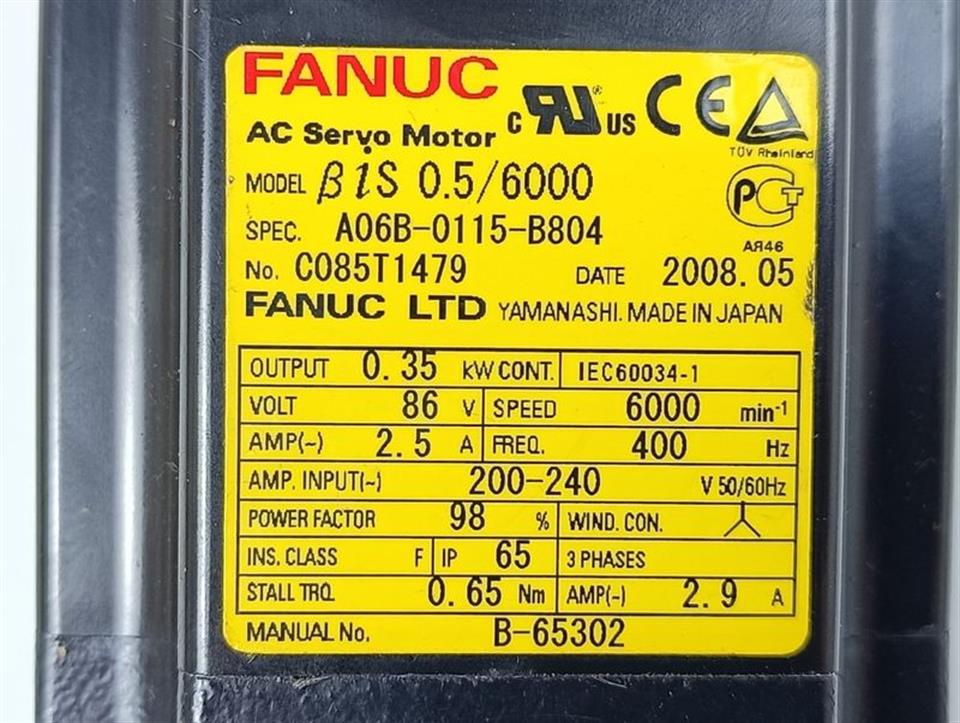 FANUC
AC Servo Motor
c RU® US CE
TÜV Rheinland
MODEL βiS 0.5/6000
PCT
SPEC. A06B-0115-B804
АЯ46
No. C085T1479 DATE 2008.05
FANUC LTD YAMANASHI. MADE IN JAPAN
OUTPUT 0.35 kW CONT. IEC60034-1
VOLT 86 V SPEED 6000 min-1
AMP(~) 2.5 A FREQ. 400 Hz
AMP. INPUT(~) 200-240 V 50/60Hz
POWER FACTOR 98 % WIND. CON.
INS. CLASS F IP 65 3 PHASES
STALL TRQ. 0.65 Nm AMP(~) 2.9 A
MANUAL No. B-65302